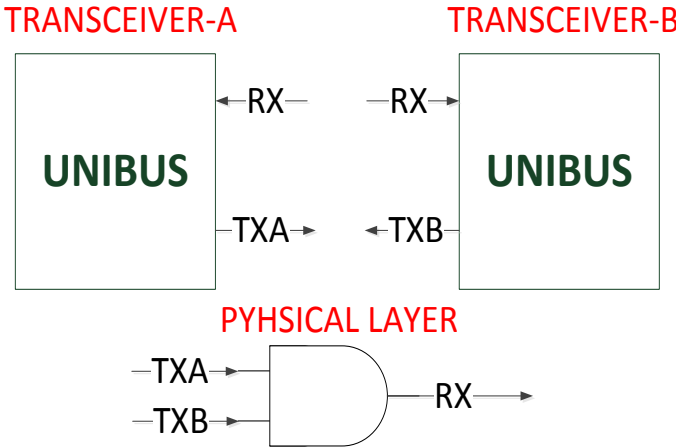 TRANSCEIVER-A
TRANSCEIVER-B
RX
RX
UNIBUS
UNIBUS
TXA
TXB
PYHSICAL LAYER
TXA
RX
TXB